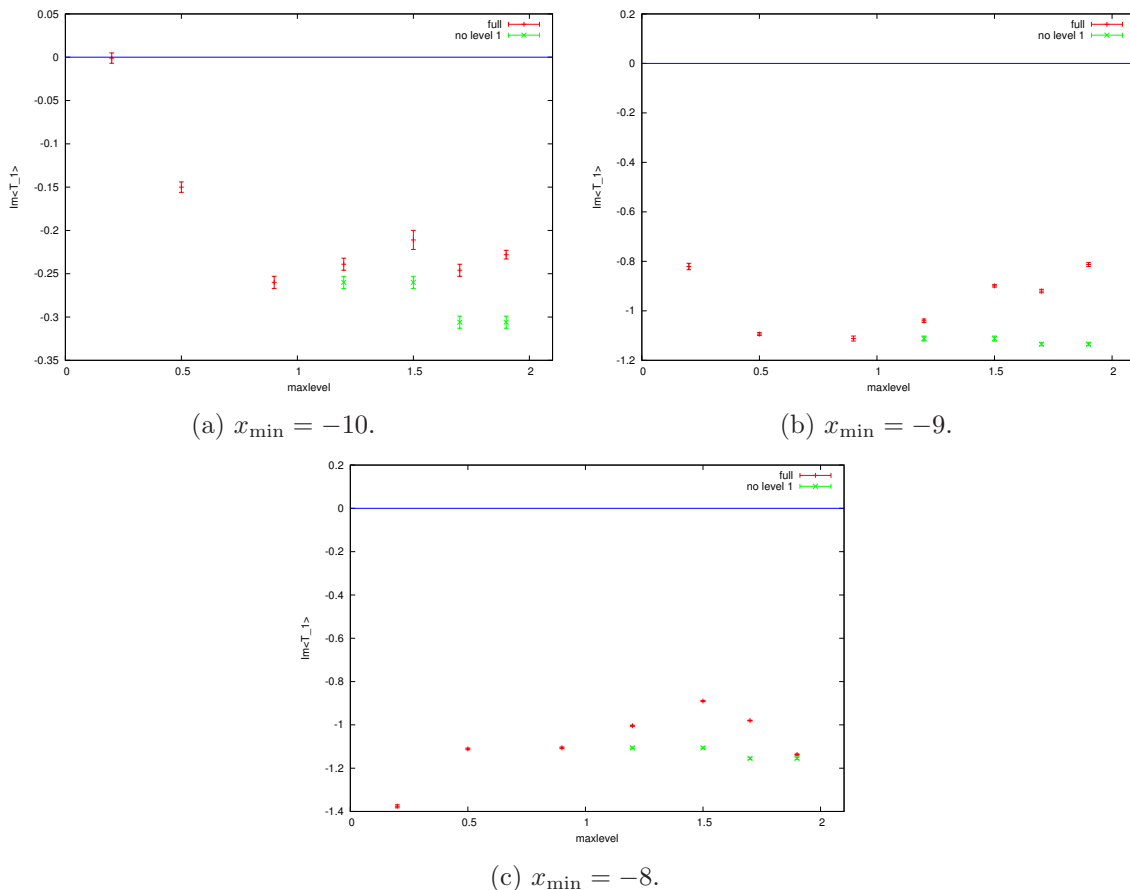 0.05
0
-0.05
-0.1
-0.15
-0.2
-0.25
-0.3
-0.35
Im<T_1>
0 0.5 1 1.5 2
maxlevel
full
no level 1
(a) x_min = −10.
0.2
0
-0.2
-0.4
-0.6
-0.8
-1
-1.2
Im<T_1>
0 0.5 1 1.5 2
maxlevel
full
no level 1
(b) x_min = −9.
0.2
0
-0.2
-0.4
-0.6
-0.8
-1
-1.2
-1.4
Im<T_1>
0 0.5 1 1.5 2
maxlevel
full
no level 1
(c) x_min = −8.